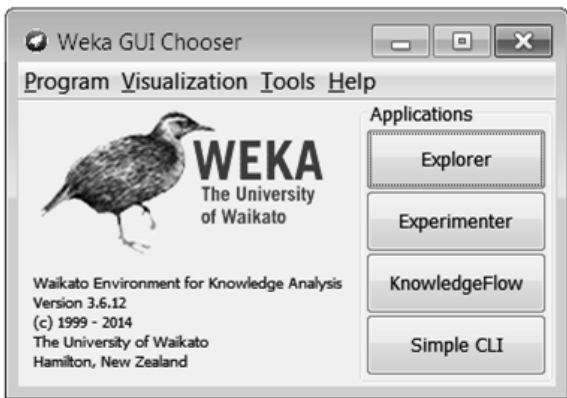 Weka GUI Chooser
Program Visualization Tools Help
WEKA
The University
of Waikato
Waikato Environment for Knowledge Analysis
Version 3.6.12
(c) 1999 - 2014
The University of Waikato
Hamilton, New Zealand
Applications
Explorer
Experimenter
KnowledgeFlow
Simple CLI